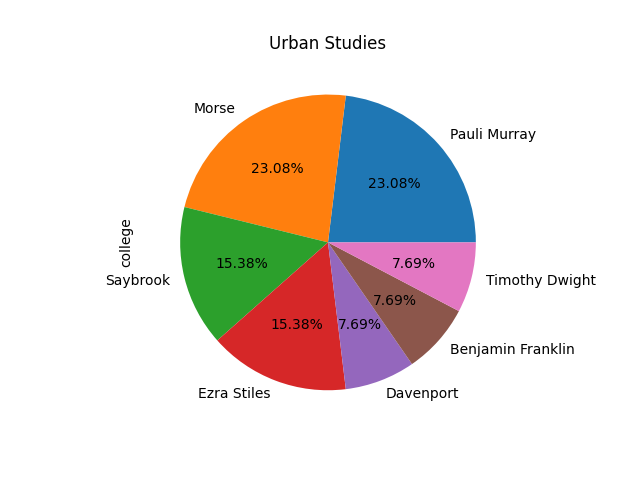 Urban Studies
Morse
Pauli Murray
23.08%
23.08%
college
Saybrook
15.38%
7.69%
Timothy Dwight
7.69%
15.38%
7.69%
Benjamin Franklin
Ezra Stiles
Davenport